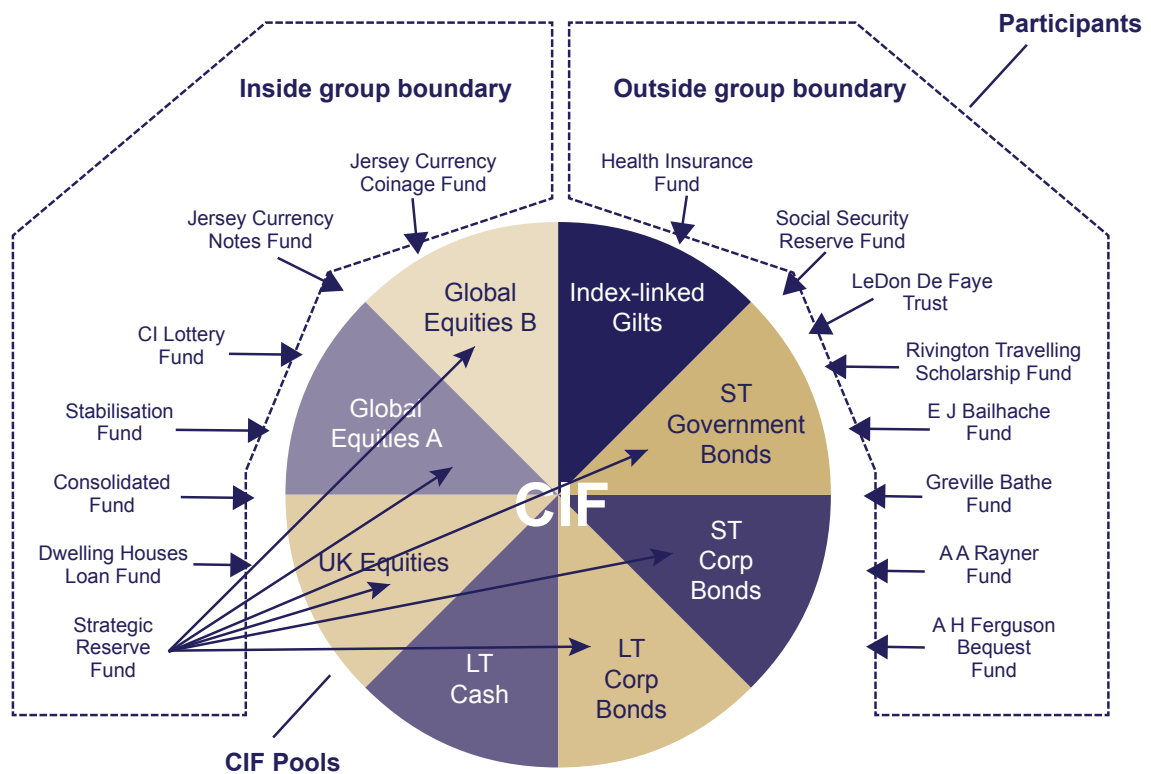 Participants
Inside group boundary
Outside group boundary
Jersey Currency
Coinage Fund
Health Insurance
Fund
Jersey Currency
Notes Fund
Social Security
Reserve Fund
LeDon De Faye
Trust
CI Lottery
Fund
Rivington Travelling
Scholarship Fund
Stabilisation
Fund
E J Bailhache
Fund
Consolidated
Fund
Greville Bathe
Fund
Dwelling Houses
Loan Fund
A A Rayner
Fund
Strategic
Reserve
Fund
A H Ferguson
Bequest
Fund
Global
Equities B
Index-linked
Gilts
Global
Equities A
ST
Government
Bonds
CIF
UK Equities
ST
Corp
Bonds
LT
Cash
LT
Corp
Bonds
CIF Pools